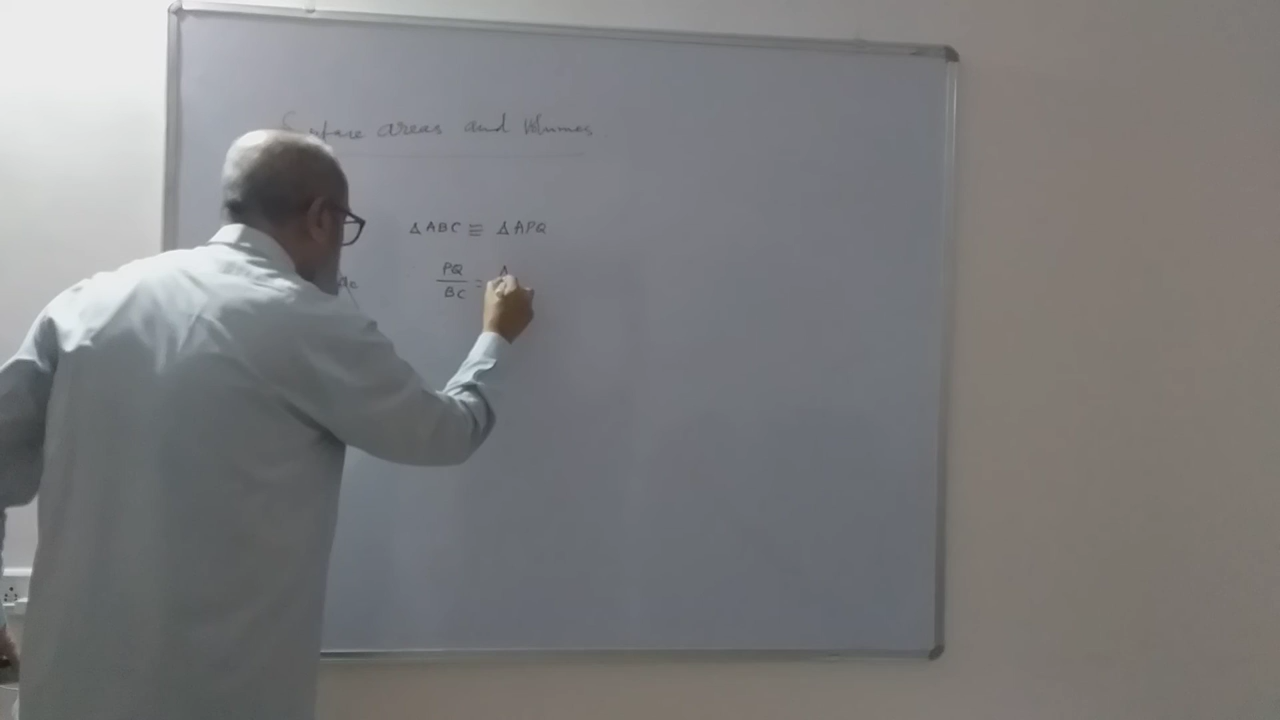 Surface areas and Volumes
Δ ABC ≡ Δ APQ
PQ
BC
= A